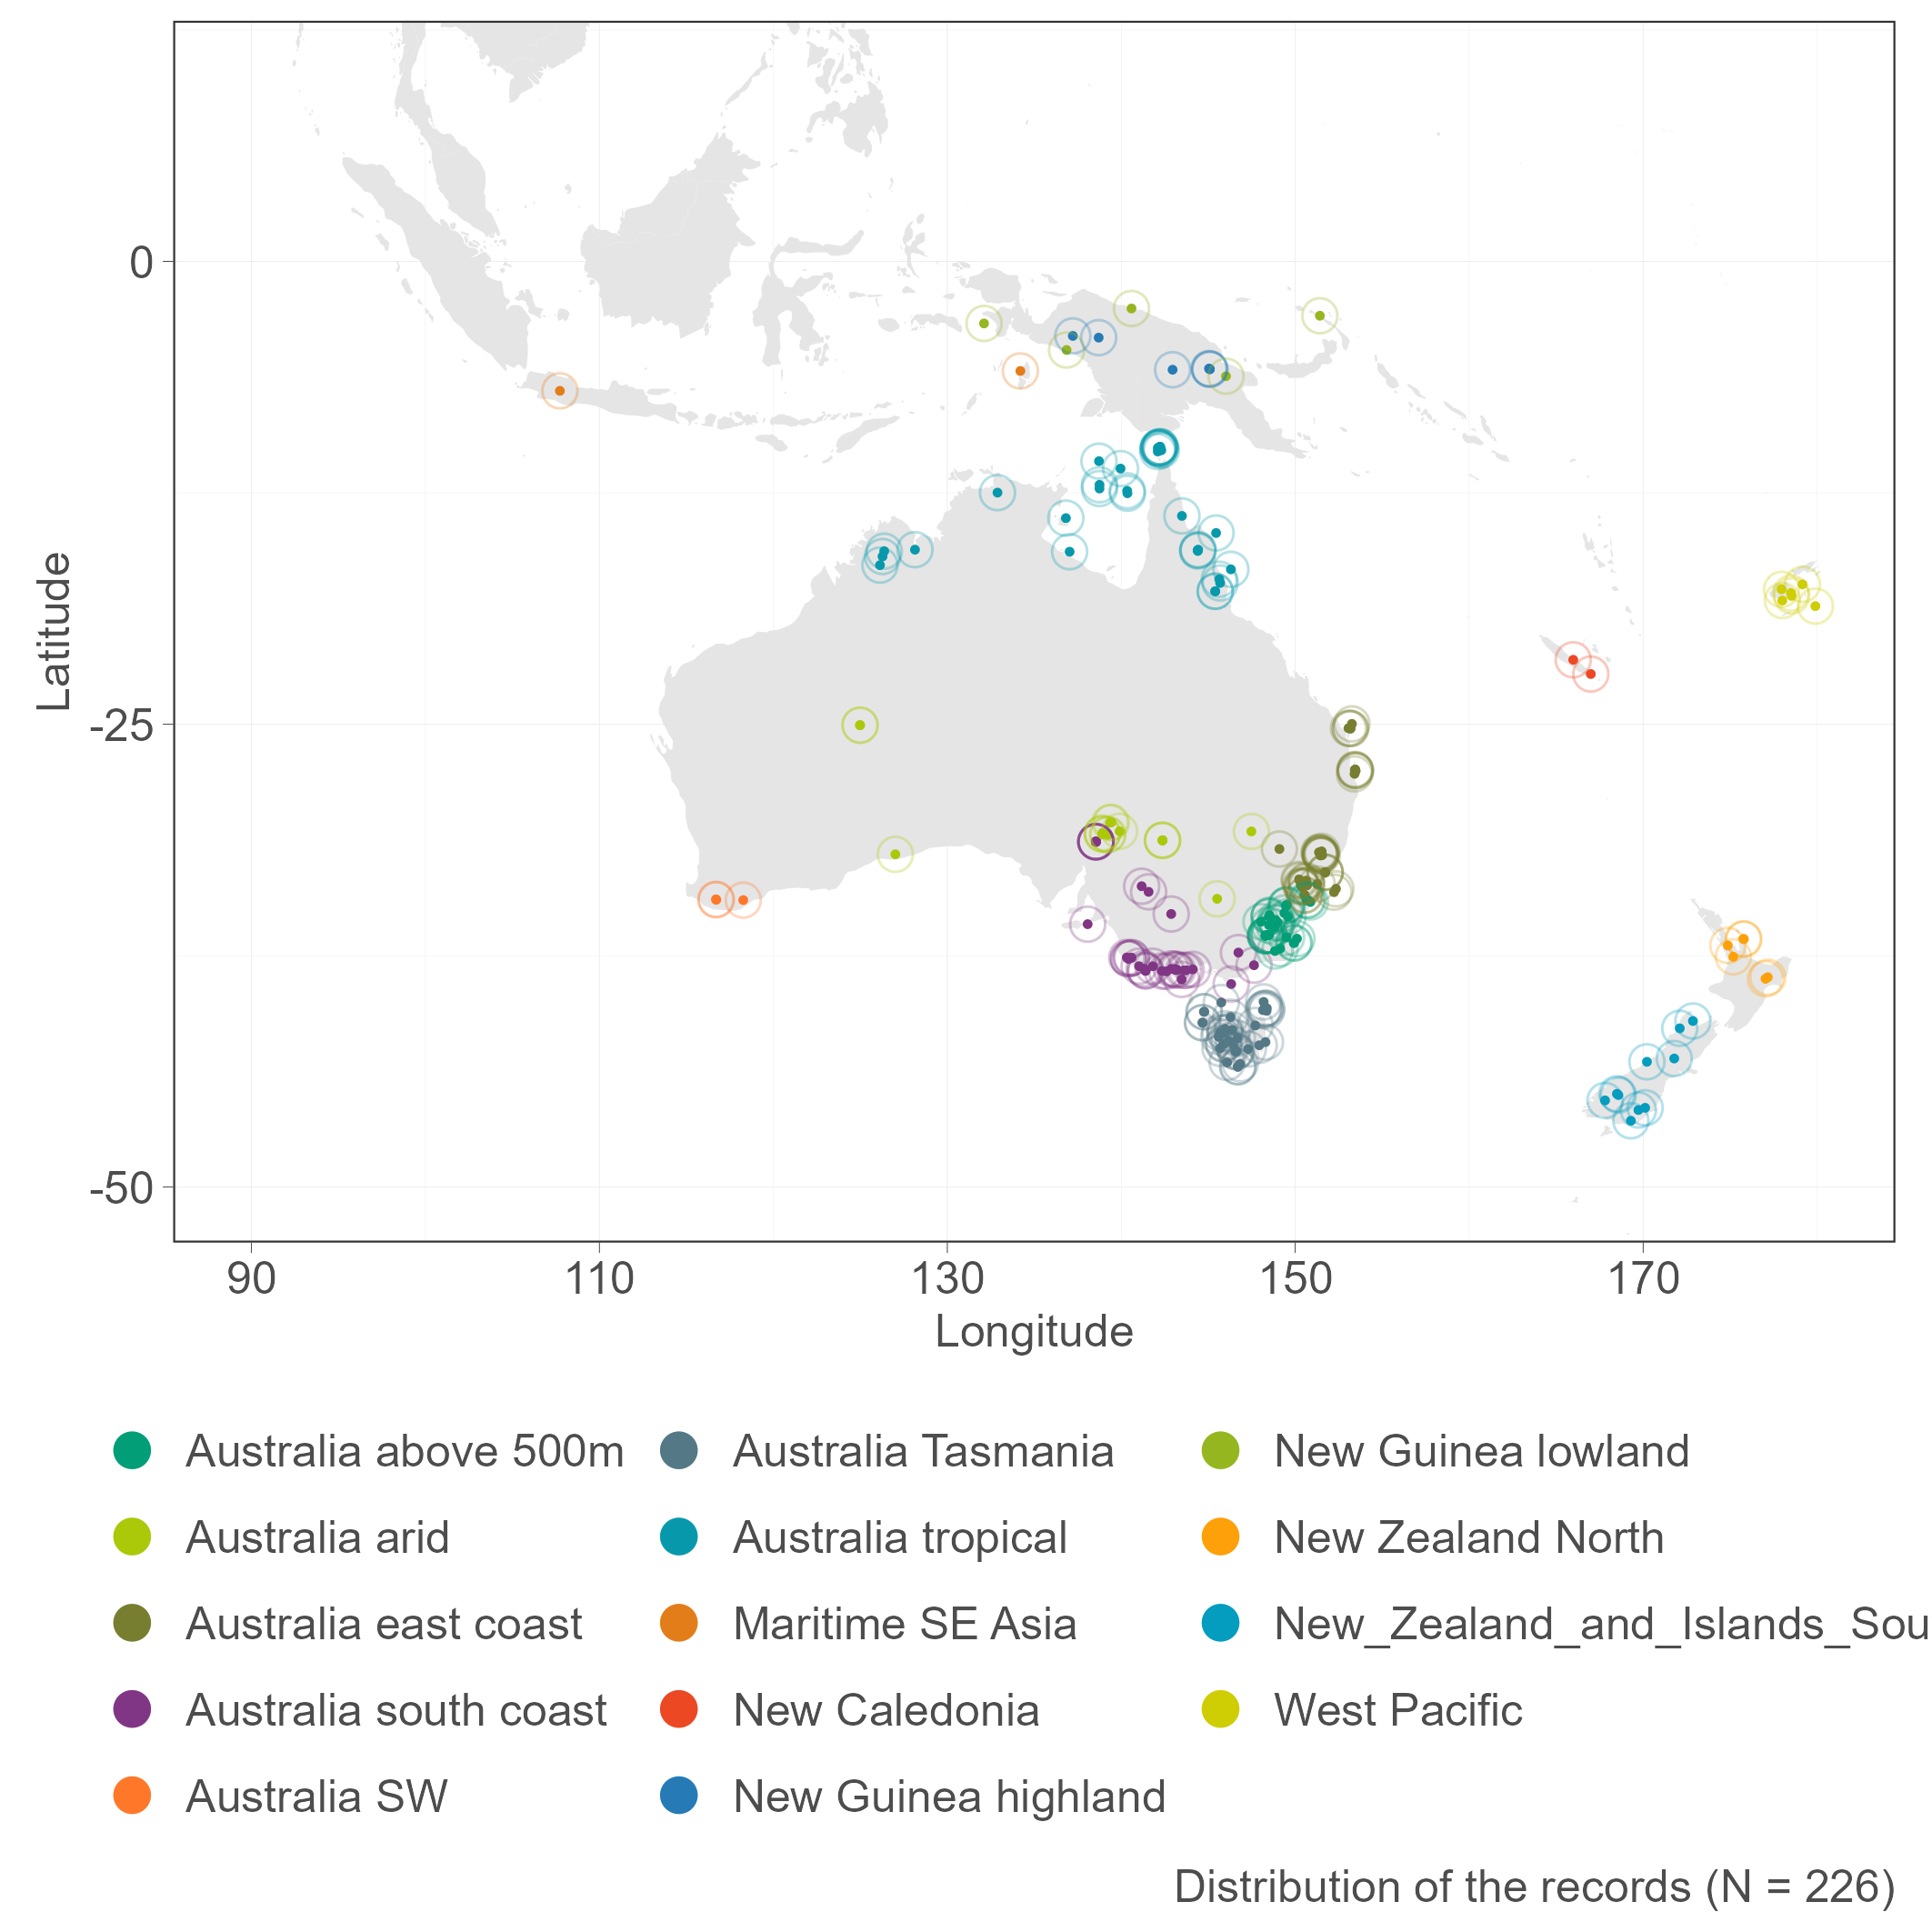 0
-25
-50
Latitude
90 110 130 150 170
Longitude
Australia above 500m Australia Tasmania New Guinea lowland
Australia arid Australia tropical New Zealand North
Australia east coast Maritime SE Asia New_Zealand_and_Islands_Sou
Australia south coast New Caledonia West Pacific
Australia SW New Guinea highland
Distribution of the records (N = 226)